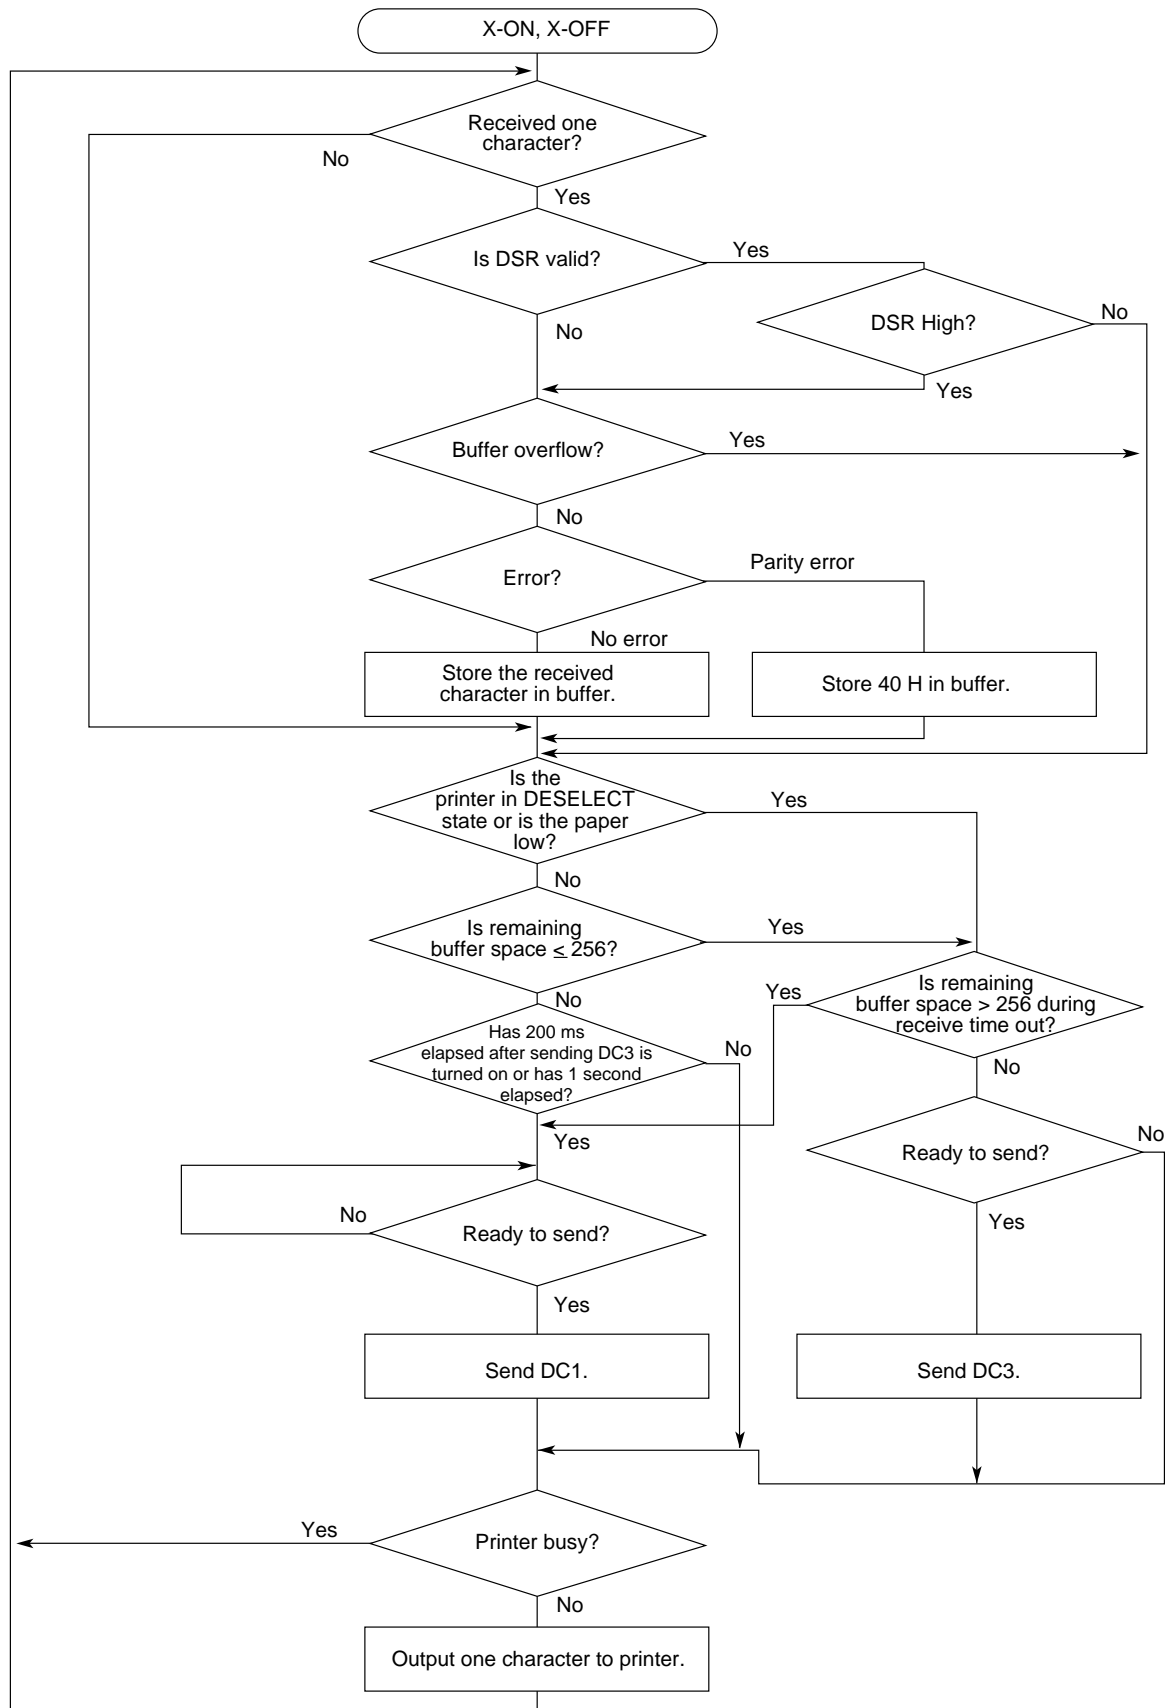 X-ON, X-OFF
Received one
character?
No
Yes
Is DSR valid?
Yes
No
DSR High?
No
Yes
Buffer overflow?
Yes
No
Error?
Parity error
No error
Store the received
character in buffer.
Store 40 H in buffer.
Is the
printer in DESELECT
state or is the paper
low?
Yes
No
Is remaining
buffer space ≤ 256?
Yes
No
Is remaining
buffer space > 256 during
receive time out?
Yes
No
Has 200 ms
elapsed after sending DC3 is
turned on or has 1 second
elapsed?
No
Yes
Ready to send?
No
Yes
Ready to send?
No
Yes
Send DC1.
Send DC3.
Printer busy?
Yes
No
Output one character to printer.